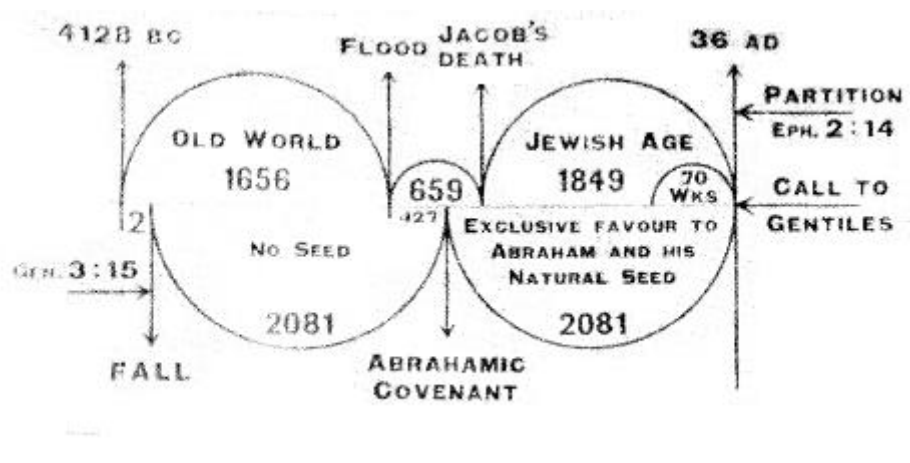 4128 BC
FLOOD
JACOB'S
DEATH
36 AD
PARTITION
EPH. 2:14
OLD WORLD
1656
659
JEWISH AGE
1849
70
WKS
CALL TO
GENTILES
2
427
NO SEED
EXCLUSIVE FAVOUR TO
ABRAHAM AND HIS
NATURAL SEED
GEN. 3:15
2081
2081
FALL
ABRAHAMIC
COVENANT